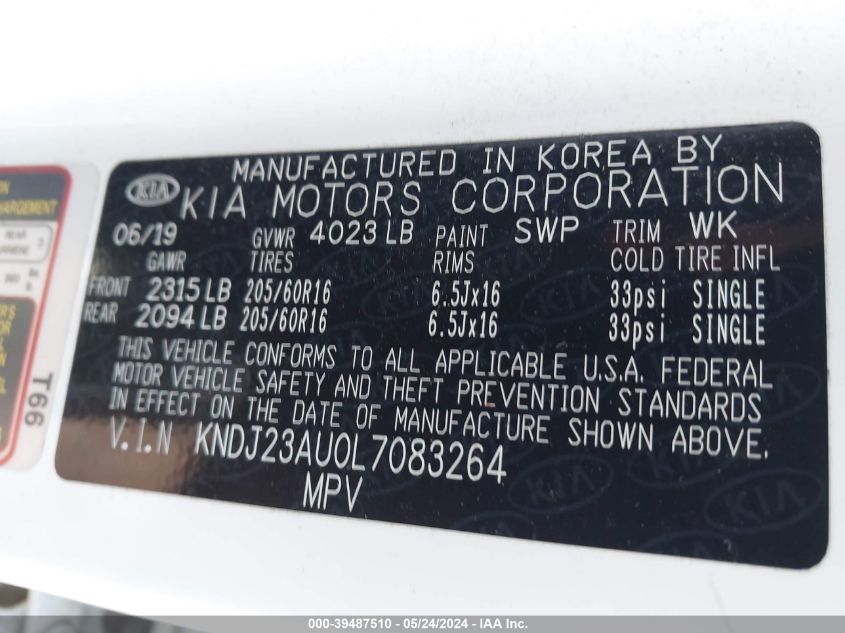 MANUFACTURED IN KOREA BY
KIA KIA MOTORS CORPORATION
06/19 GVWR 4023 LB PAINT SWP TRIM WK
GAWR TIRES RIMS COLD TIRE INFL
FRONT 2315 LB 205/60R16 6.5Jx16 33psi SINGLE
REAR 2094 LB 205/60R16 6.5Jx16 33psi SINGLE
THIS VEHICLE CONFORMS TO ALL APPLICABLE U.S.A. FEDERAL
MOTOR VEHICLE SAFETY AND THEFT PREVENTION STANDARDS
IN EFFECT ON THE DATE OF MANUFACTURE SHOWN ABOVE.
V.I.N KNDJ23AU0L7083264
MPV
REAR
T66
000-39487510 - 05/24/2024 - IAA Inc.